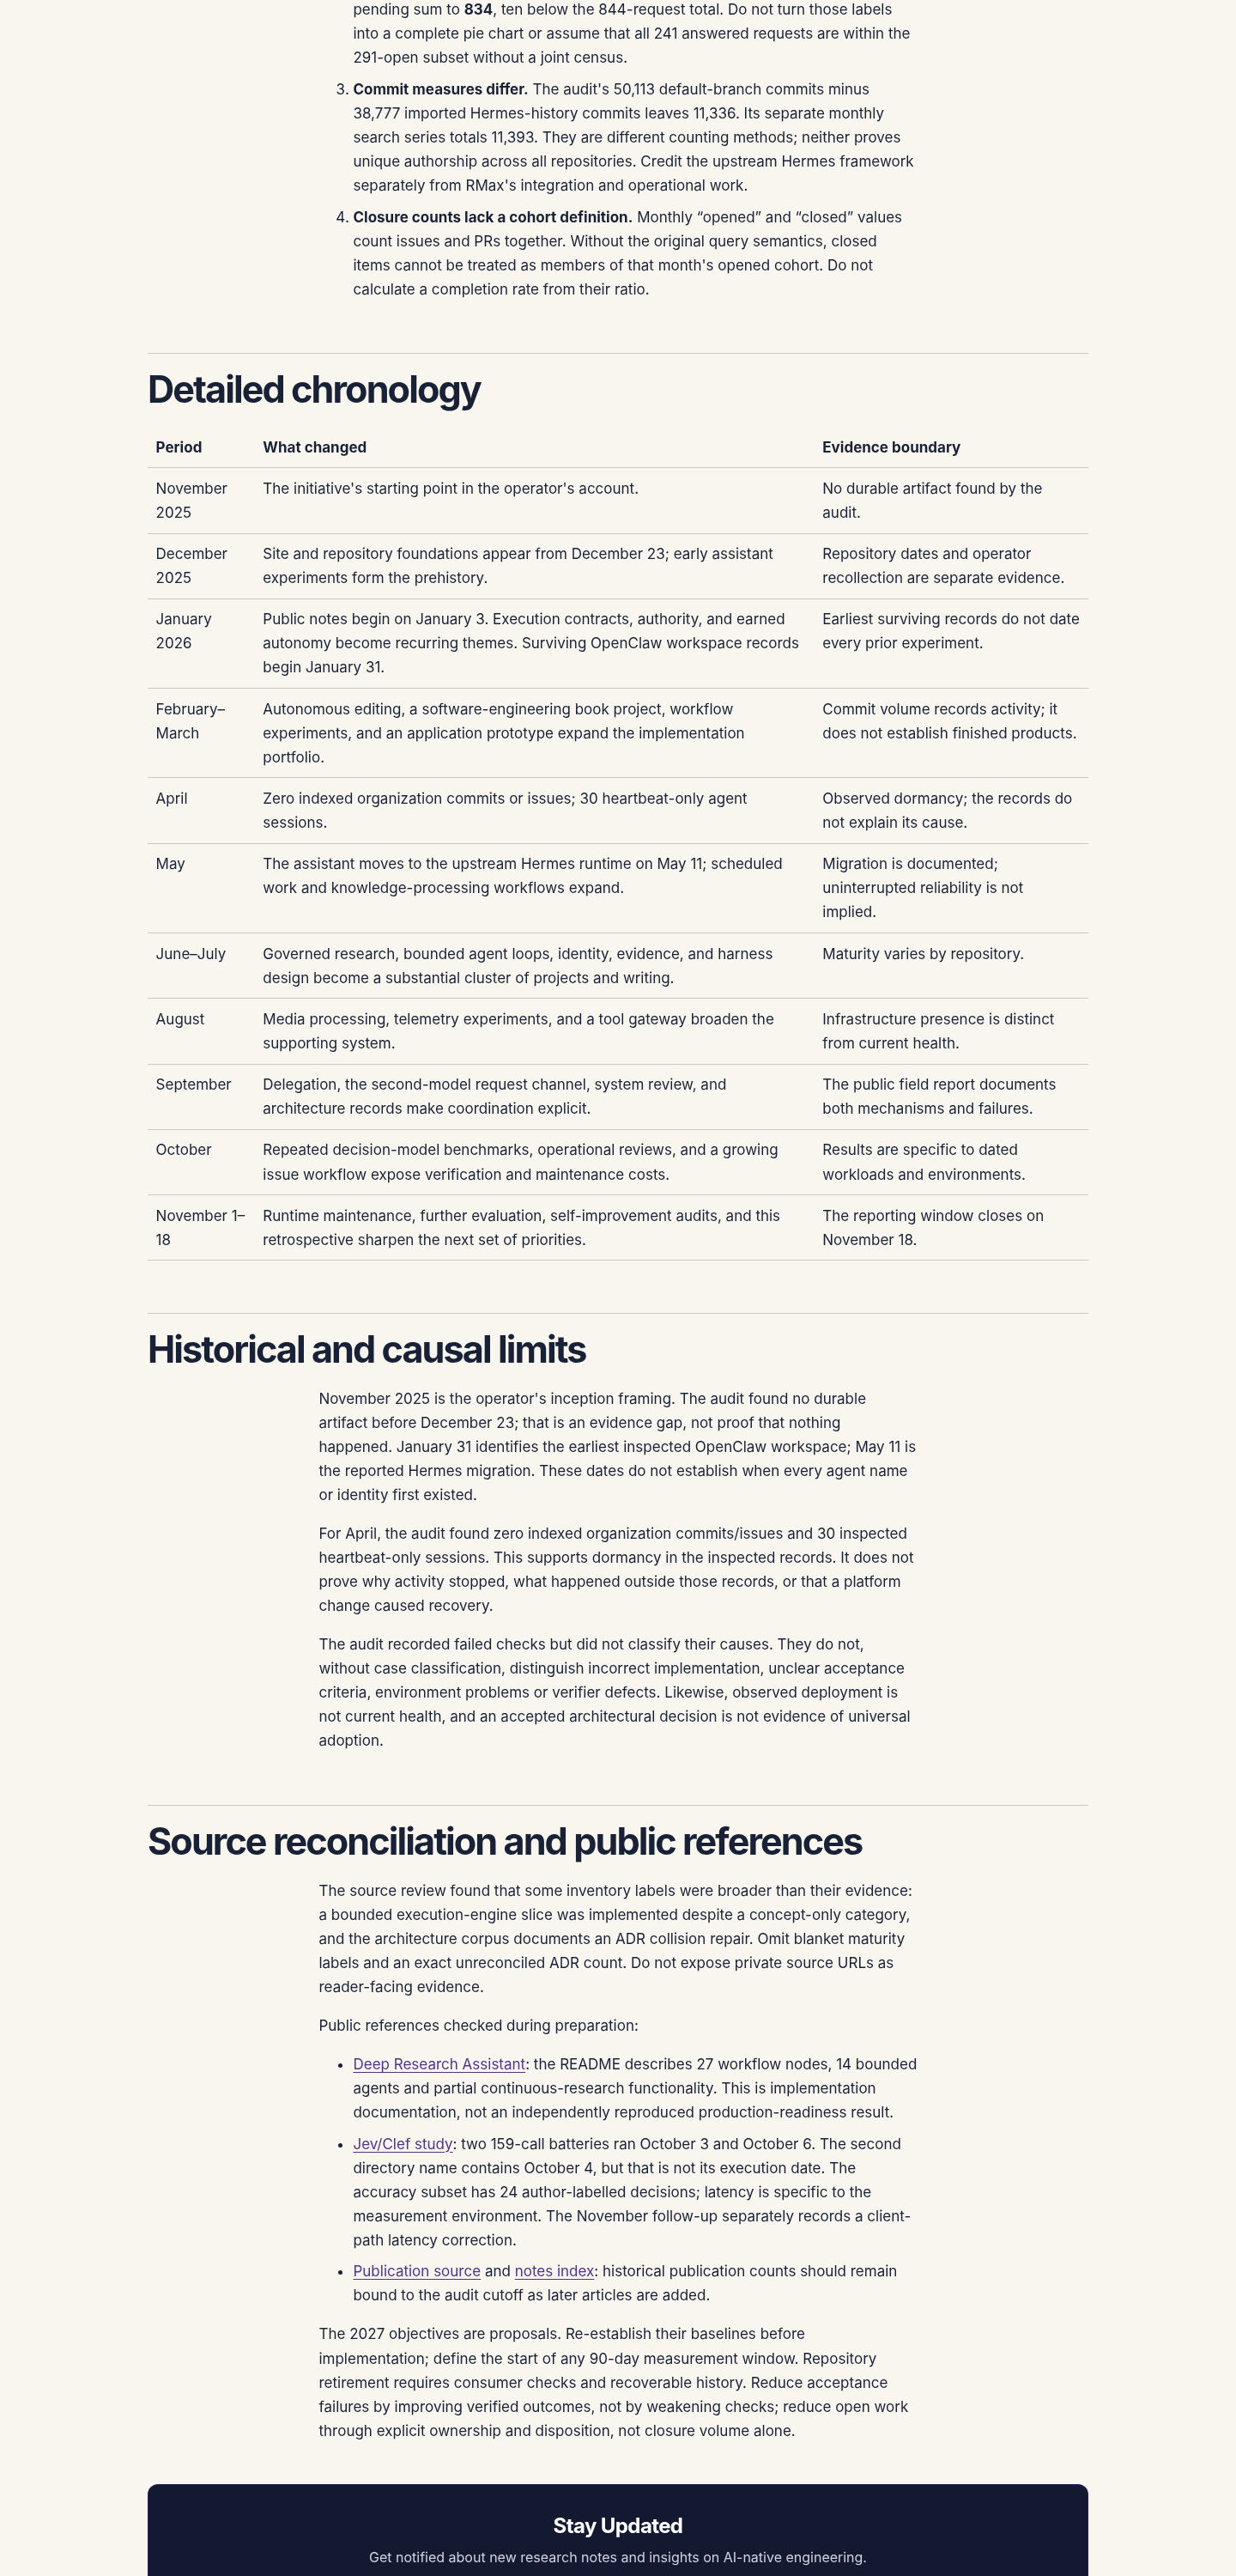 pending sum to 834, ten below the 844-request total. Do not turn those labels
into a complete pie chart or assume that all 241 answered requests are within the
291-open subset without a joint census.
3. Commit measures differ. The audit's 50,113 default-branch commits minus
38,777 imported Hermes-history commits leaves 11,336. Its separate monthly
search series totals 11,393. They are different counting methods; neither proves
unique authorship across all repositories. Credit the upstream Hermes framework
separately from RMax's integration and operational work.
4. Closure counts lack a cohort definition. Monthly “opened” and “closed” values
count issues and PRs together. Without the original query semantics, closed
items cannot be treated as members of that month's opened cohort. Do not
calculate a completion rate from their ratio.
Detailed chronology
Period What changed Evidence boundary
November The initiative's starting point in the operator's account. No durable artifact found by the
2025 audit.
December Site and repository foundations appear from December 23; early assistant Repository dates and operator
2025 experiments form the prehistory. recollection are separate evidence.
January Public notes begin on January 3. Execution contracts, authority, and earned Earliest surviving records do not date
2026 autonomy become recurring themes. Surviving OpenClaw workspace records every prior experiment.
begin January 31.
February– Autonomous editing, a software-engineering book project, workflow Commit volume records activity; it
March experiments, and an application prototype expand the implementation does not establish finished products.
portfolio.
April Zero indexed organization commits or issues; 30 heartbeat-only agent Observed dormancy; the records do
sessions. not explain its cause.
May The assistant moves to the upstream Hermes runtime on May 11; scheduled Migration is documented;
work and knowledge-processing workflows expand. uninterrupted reliability is not
implied.
June–July Governed research, bounded agent loops, identity, evidence, and harness Maturity varies by repository.
design become a substantial cluster of projects and writing.
August Media processing, telemetry experiments, and a tool gateway broaden the Infrastructure presence is distinct
supporting system. from current health.
September Delegation, the second-model request channel, system review, and The public field report documents
architecture records make coordination explicit. both mechanisms and failures.
October Repeated decision-model benchmarks, operational reviews, and a growing Results are specific to dated
issue workflow expose verification and maintenance costs. workloads and environments.
November 1– Runtime maintenance, further evaluation, self-improvement audits, and this The reporting window closes on
18 retrospective sharpen the next set of priorities. November 18.
Historical and causal limits
November 2025 is the operator's inception framing. The audit found no durable
artifact before December 23; that is an evidence gap, not proof that nothing
happened. January 31 identifies the earliest inspected OpenClaw workspace; May 11 is
the reported Hermes migration. These dates do not establish when every agent name
or identity first existed.
For April, the audit found zero indexed organization commits/issues and 30 inspected
heartbeat-only sessions. This supports dormancy in the inspected records. It does not
prove why activity stopped, what happened outside those records, or that a platform
change caused recovery.
The audit recorded failed checks but did not classify their causes. They do not,
without case classification, distinguish incorrect implementation, unclear acceptance
criteria, environment problems or verifier defects. Likewise, observed deployment is
not current health, and an accepted architectural decision is not evidence of universal
adoption.
Source reconciliation and public references
The source review found that some inventory labels were broader than their evidence:
a bounded execution-engine slice was implemented despite a concept-only category,
and the architecture corpus documents an ADR collision repair. Omit blanket maturity
labels and an exact unreconciled ADR count. Do not expose private source URLs as
reader-facing evidence.
Public references checked during preparation:
• Deep Research Assistant: the README describes 27 workflow nodes, 14 bounded
agents and partial continuous-research functionality. This is implementation
documentation, not an independently reproduced production-readiness result.
• Jev/Clef study: two 159-call batteries ran October 3 and October 6. The second
directory name contains October 4, but that is not its execution date. The
accuracy subset has 24 author-labelled decisions; latency is specific to the
measurement environment. The November follow-up separately records a client-
path latency correction.
• Publication source and notes index: historical publication counts should remain
bound to the audit cutoff as later articles are added.
The 2027 objectives are proposals. Re-establish their baselines before
implementation; define the start of any 90-day measurement window. Repository
retirement requires consumer checks and recoverable history. Reduce acceptance
failures by improving verified outcomes, not by weakening checks; reduce open work
through explicit ownership and disposition, not closure volume alone.
Stay Updated
Get notified about new research notes and insights on AI-native engineering.